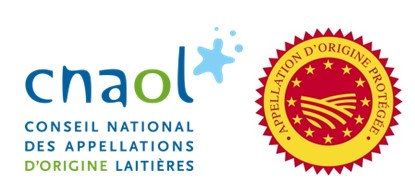 cnaol
CONSEIL NATIONAL
DES APPELLATIONS
D'ORIGINE LAITIÈRES
APPELLATION D'ORIGINE PROTÉGÉE